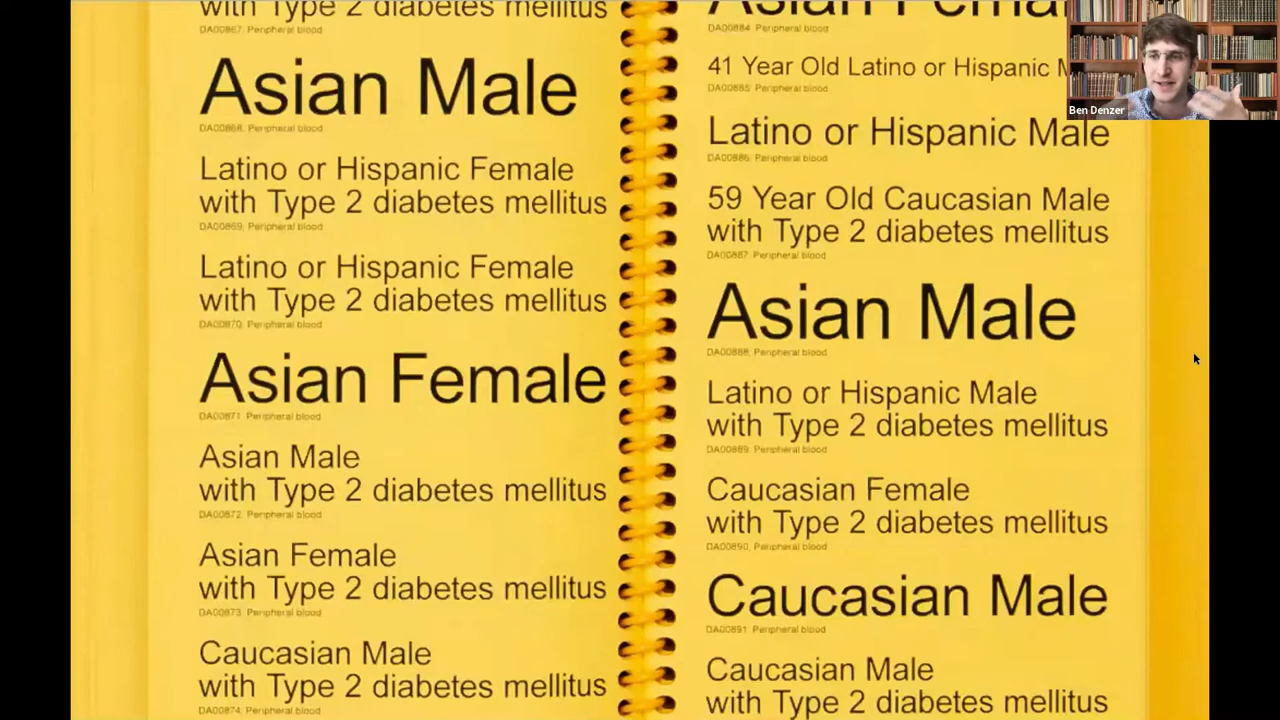 with Type 2 diabetes mellitus
DA00867: Peripheral blood
Asian Male
DA00868: Peripheral blood
Latino or Hispanic Female
with Type 2 diabetes mellitus
DA00869: Peripheral blood
Latino or Hispanic Female
with Type 2 diabetes mellitus
DA00870: Peripheral blood
Asian Female
DA00871: Peripheral blood
Asian Male
with Type 2 diabetes mellitus
DA00872: Peripheral blood
Asian Female
with Type 2 diabetes mellitus
DA00873: Peripheral blood
Caucasian Male
with Type 2 diabetes mellitus
DA00874: Peripheral blood
Asian
DA00884: Peripheral blood
41 Year Old Latino or Hispanic
DA00885: Peripheral blood
Latino or Hispanic Male
DA00886: Peripheral blood
59 Year Old Caucasian Male
with Type 2 diabetes mellitus
DA00887: Peripheral blood
Asian Male
DA00888: Peripheral blood
Latino or Hispanic Male
with Type 2 diabetes mellitus
DA00889: Peripheral blood
Caucasian Female
with Type 2 diabetes mellitus
DA00890: Peripheral blood
Caucasian Male
DA00891: Peripheral blood
Caucasian Male
with Type 2 diabetes mellitus
Ben Denzer